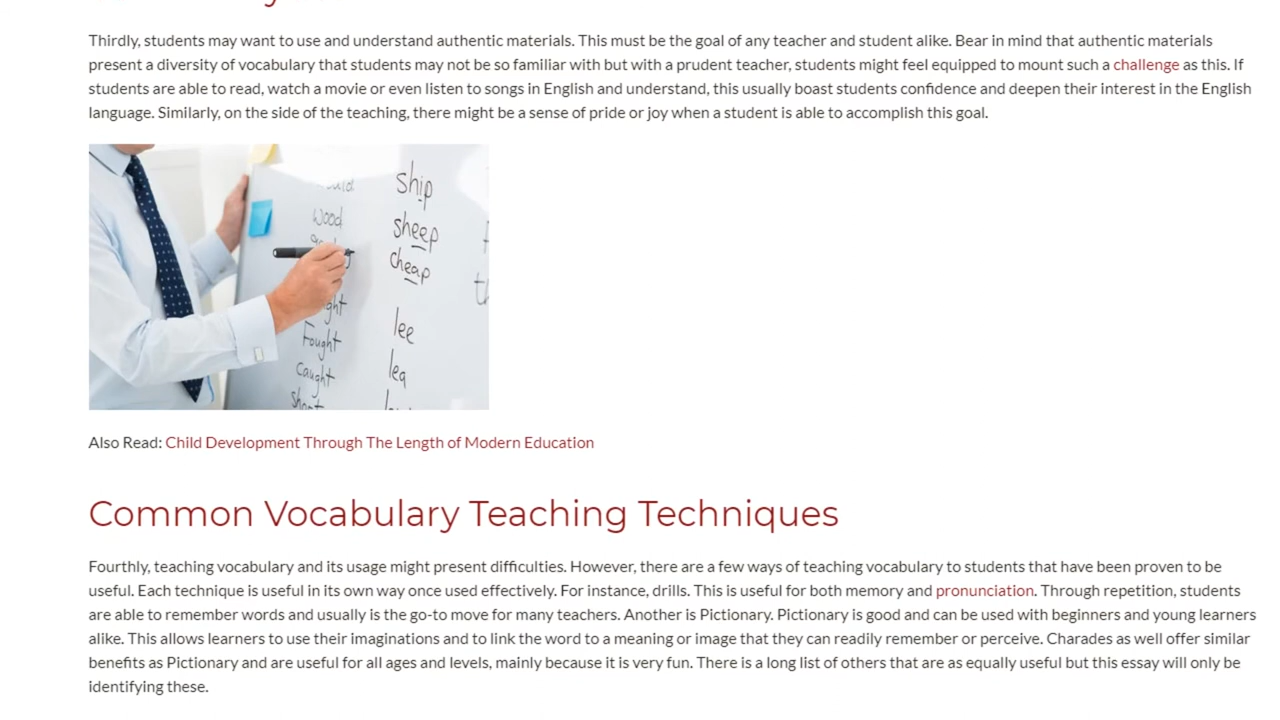 Thirdly, students may want to use and understand authentic materials. This must be the goal of any teacher and student alike. Bear in mind that authentic materials
present a diversity of vocabulary that students may not be so familiar with but with a prudent teacher, students might feel equipped to mount such a challenge as this. If
students are able to read, watch a movie or even listen to songs in English and understand, this usually boast students confidence and deepen their interest in the English
language. Similarly, on the side of the teaching, there might be a sense of pride or joy when a student is able to accomplish this goal.
ship
wood
sheep
cheap
lee
Fought
leg
caught
Also Read: Child Development Through The Length of Modern Education
Common Vocabulary Teaching Techniques
Fourthly, teaching vocabulary and its usage might present difficulties. However, there are a few ways of teaching vocabulary to students that have been proven to be
useful. Each technique is useful in its own way once used effectively. For instance, drills. This is useful for both memory and pronunciation. Through repetition, students
are able to remember words and usually is the go-to move for many teachers. Another is Pictionary. Pictionary is good and can be used with beginners and young learners
alike. This allows learners to use their imaginations and to link the word to a meaning or image that they can readily remember or perceive. Charades as well offer similar
benefits as Pictionary and are useful for all ages and levels, mainly because it is very fun. There is a long list of others that are as equally useful but this essay will only be
identifying these.